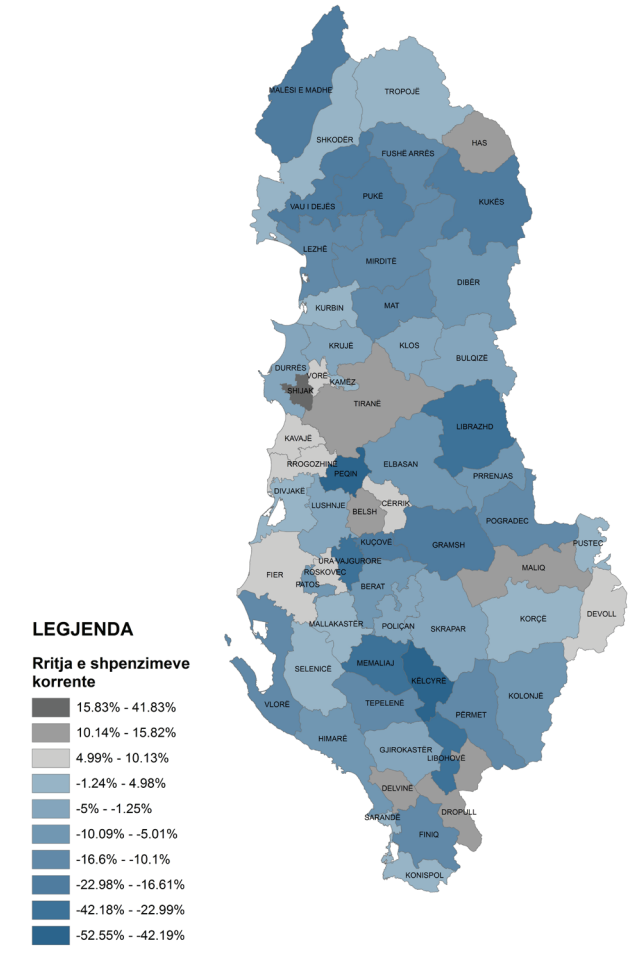 MALËSI E MADHE
TROPOJË
SHKODËR
HAS
FUSHË ARRËS
PUKË
KUKËS
VAU I DEJËS
LEZHË
MIRDITË
DIBËR
KURBIN
MAT
KRUJË
KLOS
BULQIZË
DURRËS
VORË
KAMËZ
SHIJAK
TIRANË
LIBRAZHD
KAVAJË
RROGOZHINË
PEQIN
ELBASAN
PRRENJAS
DIVJAKË
LUSHNJE
BELSH
CËRRIK
POGRADEC
KUÇOVË
GRAMSH
PUSTEC
URA VAJGURORE
MALIQ
FIER
ROSKOVEC
PATOS
BERAT
DEVOLL
MALLAKASTËR
POLIÇAN
SKRAPAR
KORÇË
SELENICË
MEMALIAJ
KËLCYRË
KOLONJË
VLORË
TEPELENË
PËRMET
HIMARË
GJIROKASTËR
LIBOHOVË
DELVINË
SARANDË
DROPULL
FINIQ
KONISPOL
LEGJENDA
Rritja e shpenzimeve
korrente
15.83% - 41.83%
10.14% - 15.82%
4.99% - 10.13%
-1.24% - 4.98%
-5% - -1.25%
-10.09% - -5.01%
-16.6% - -10.1%
-22.98% - -16.61%
-42.18% - -22.99%
-52.55% - -42.19%